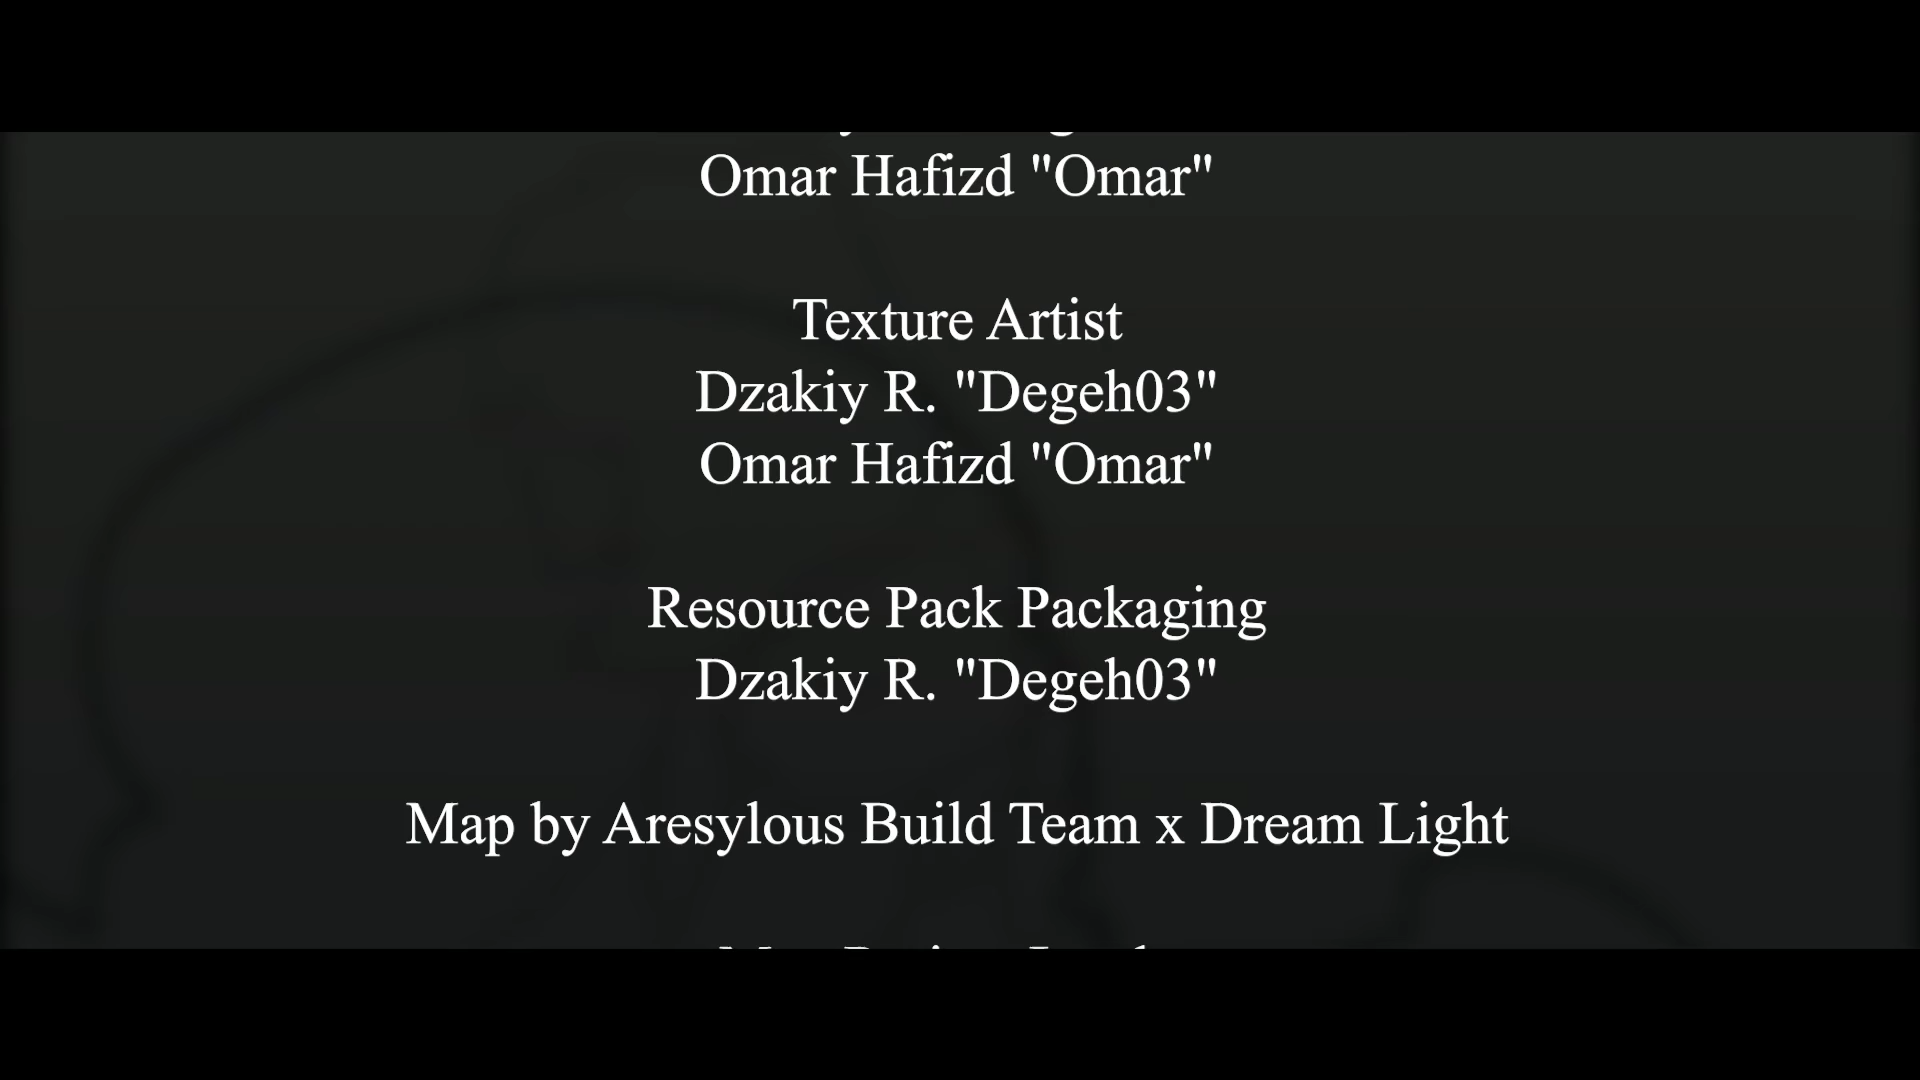 Omar Hafizd "Omar"
Texture Artist
Dzakiy R. "Degeh03"
Omar Hafizd "Omar"
Resource Pack Packaging
Dzakiy R. "Degeh03"
Map by Aresylous Build Team x Dream Light